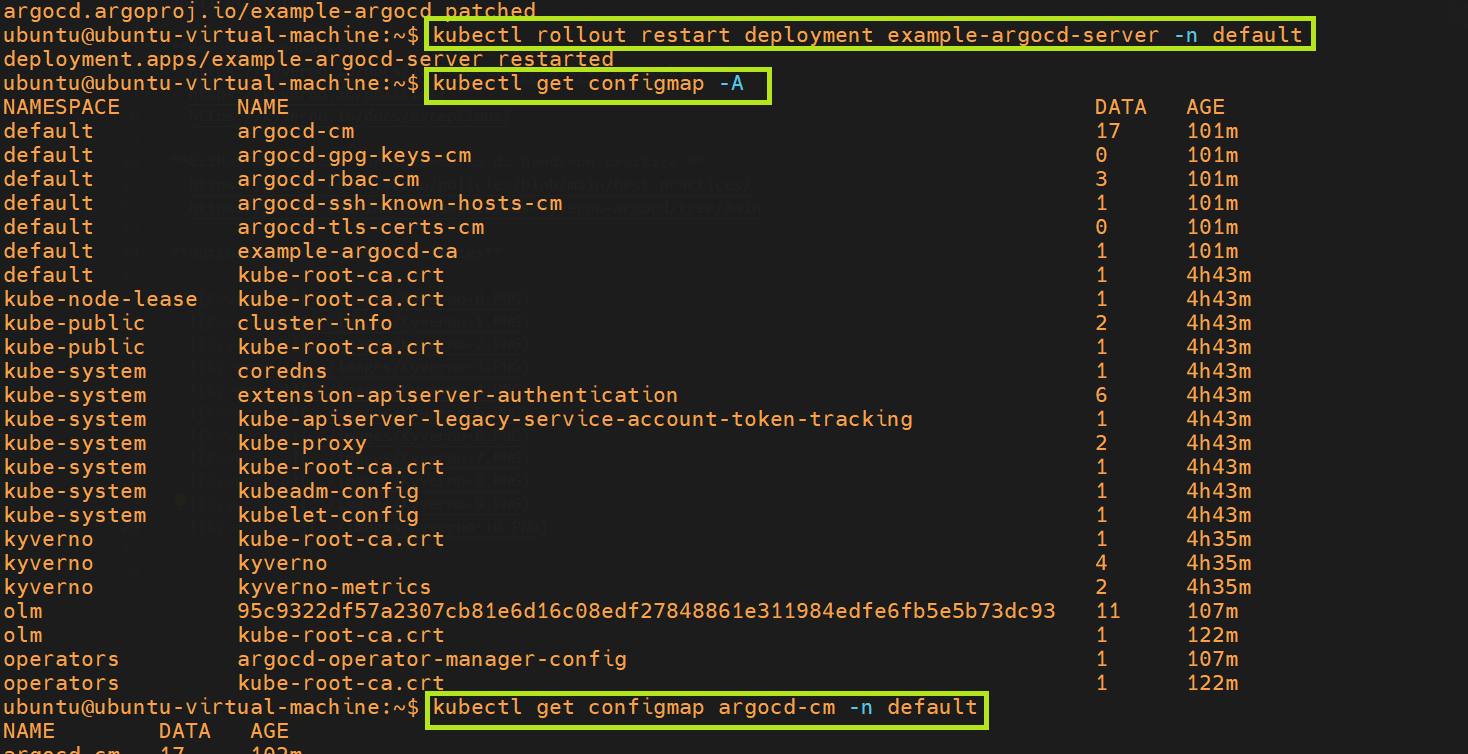 argocd.argoproj.io/example-argocd patched
ubuntu@ubuntu-virtual-machine:~$ kubectl rollout restart deployment example-argocd-server -n default
deployment.apps/example-argocd-server restarted
ubuntu@ubuntu-virtual-machine:~$ kubectl get configmap -A
NAMESPACE NAME DATA AGE
default argocd-cm 17 101m
default argocd-gpg-keys-cm 0 101m
default argocd-rbac-cm 3 101m
default argocd-ssh-known-hosts-cm 1 101m
default argocd-tls-certs-cm 0 101m
default example-argocd-ca 1 101m
default kube-root-ca.crt 1 4h43m
kube-node-lease kube-root-ca.crt 1 4h43m
kube-public cluster-info 2 4h43m
kube-public kube-root-ca.crt 1 4h43m
kube-system coredns 1 4h43m
kube-system extension-apiserver-authentication 6 4h43m
kube-system kube-apiserver-legacy-service-account-token-tracking 1 4h43m
kube-system kube-proxy 2 4h43m
kube-system kube-root-ca.crt 1 4h43m
kube-system kubeadm-config 1 4h43m
kube-system kubelet-config 1 4h43m
kyverno kube-root-ca.crt 1 4h35m
kyverno kyverno 4 4h35m
kyverno kyverno-metrics 2 4h35m
olm 95c9322df57a2307cb81e6d16c08edf27848861e311984edfe6fb5e5b73dc93 11 107m
olm kube-root-ca.crt 1 122m
operators argocd-operator-manager-config 1 107m
operators kube-root-ca.crt 1 122m
ubuntu@ubuntu-virtual-machine:~$ kubectl get configmap argocd-cm -n default
NAME DATA AGE
argocd-cm 17 103m